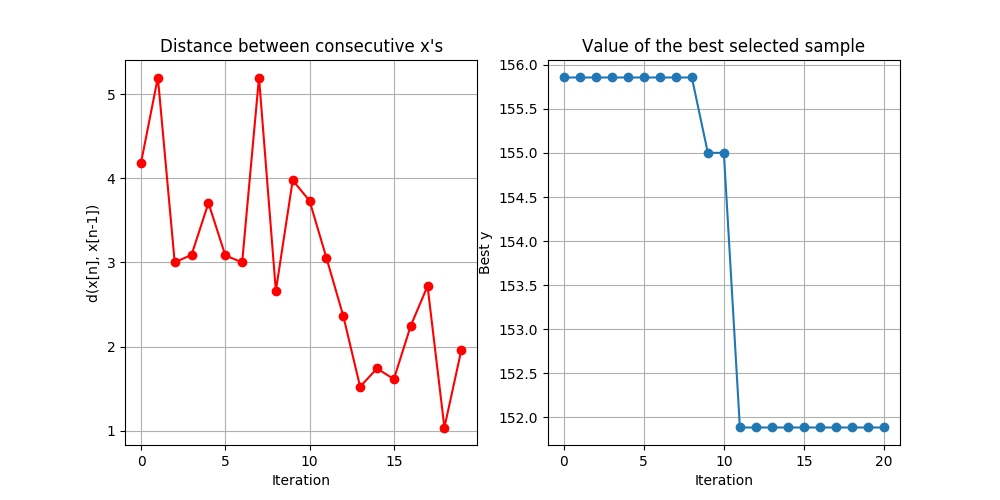 Distance between consecutive x's
d(x[n], x[n-1])
5
4
3
2
1
0 5 10 15
Iteration
Value of the best selected sample
Best y
156.0
155.5
155.0
154.5
154.0
153.5
153.0
152.5
152.0
0 5 10 15 20
Iteration